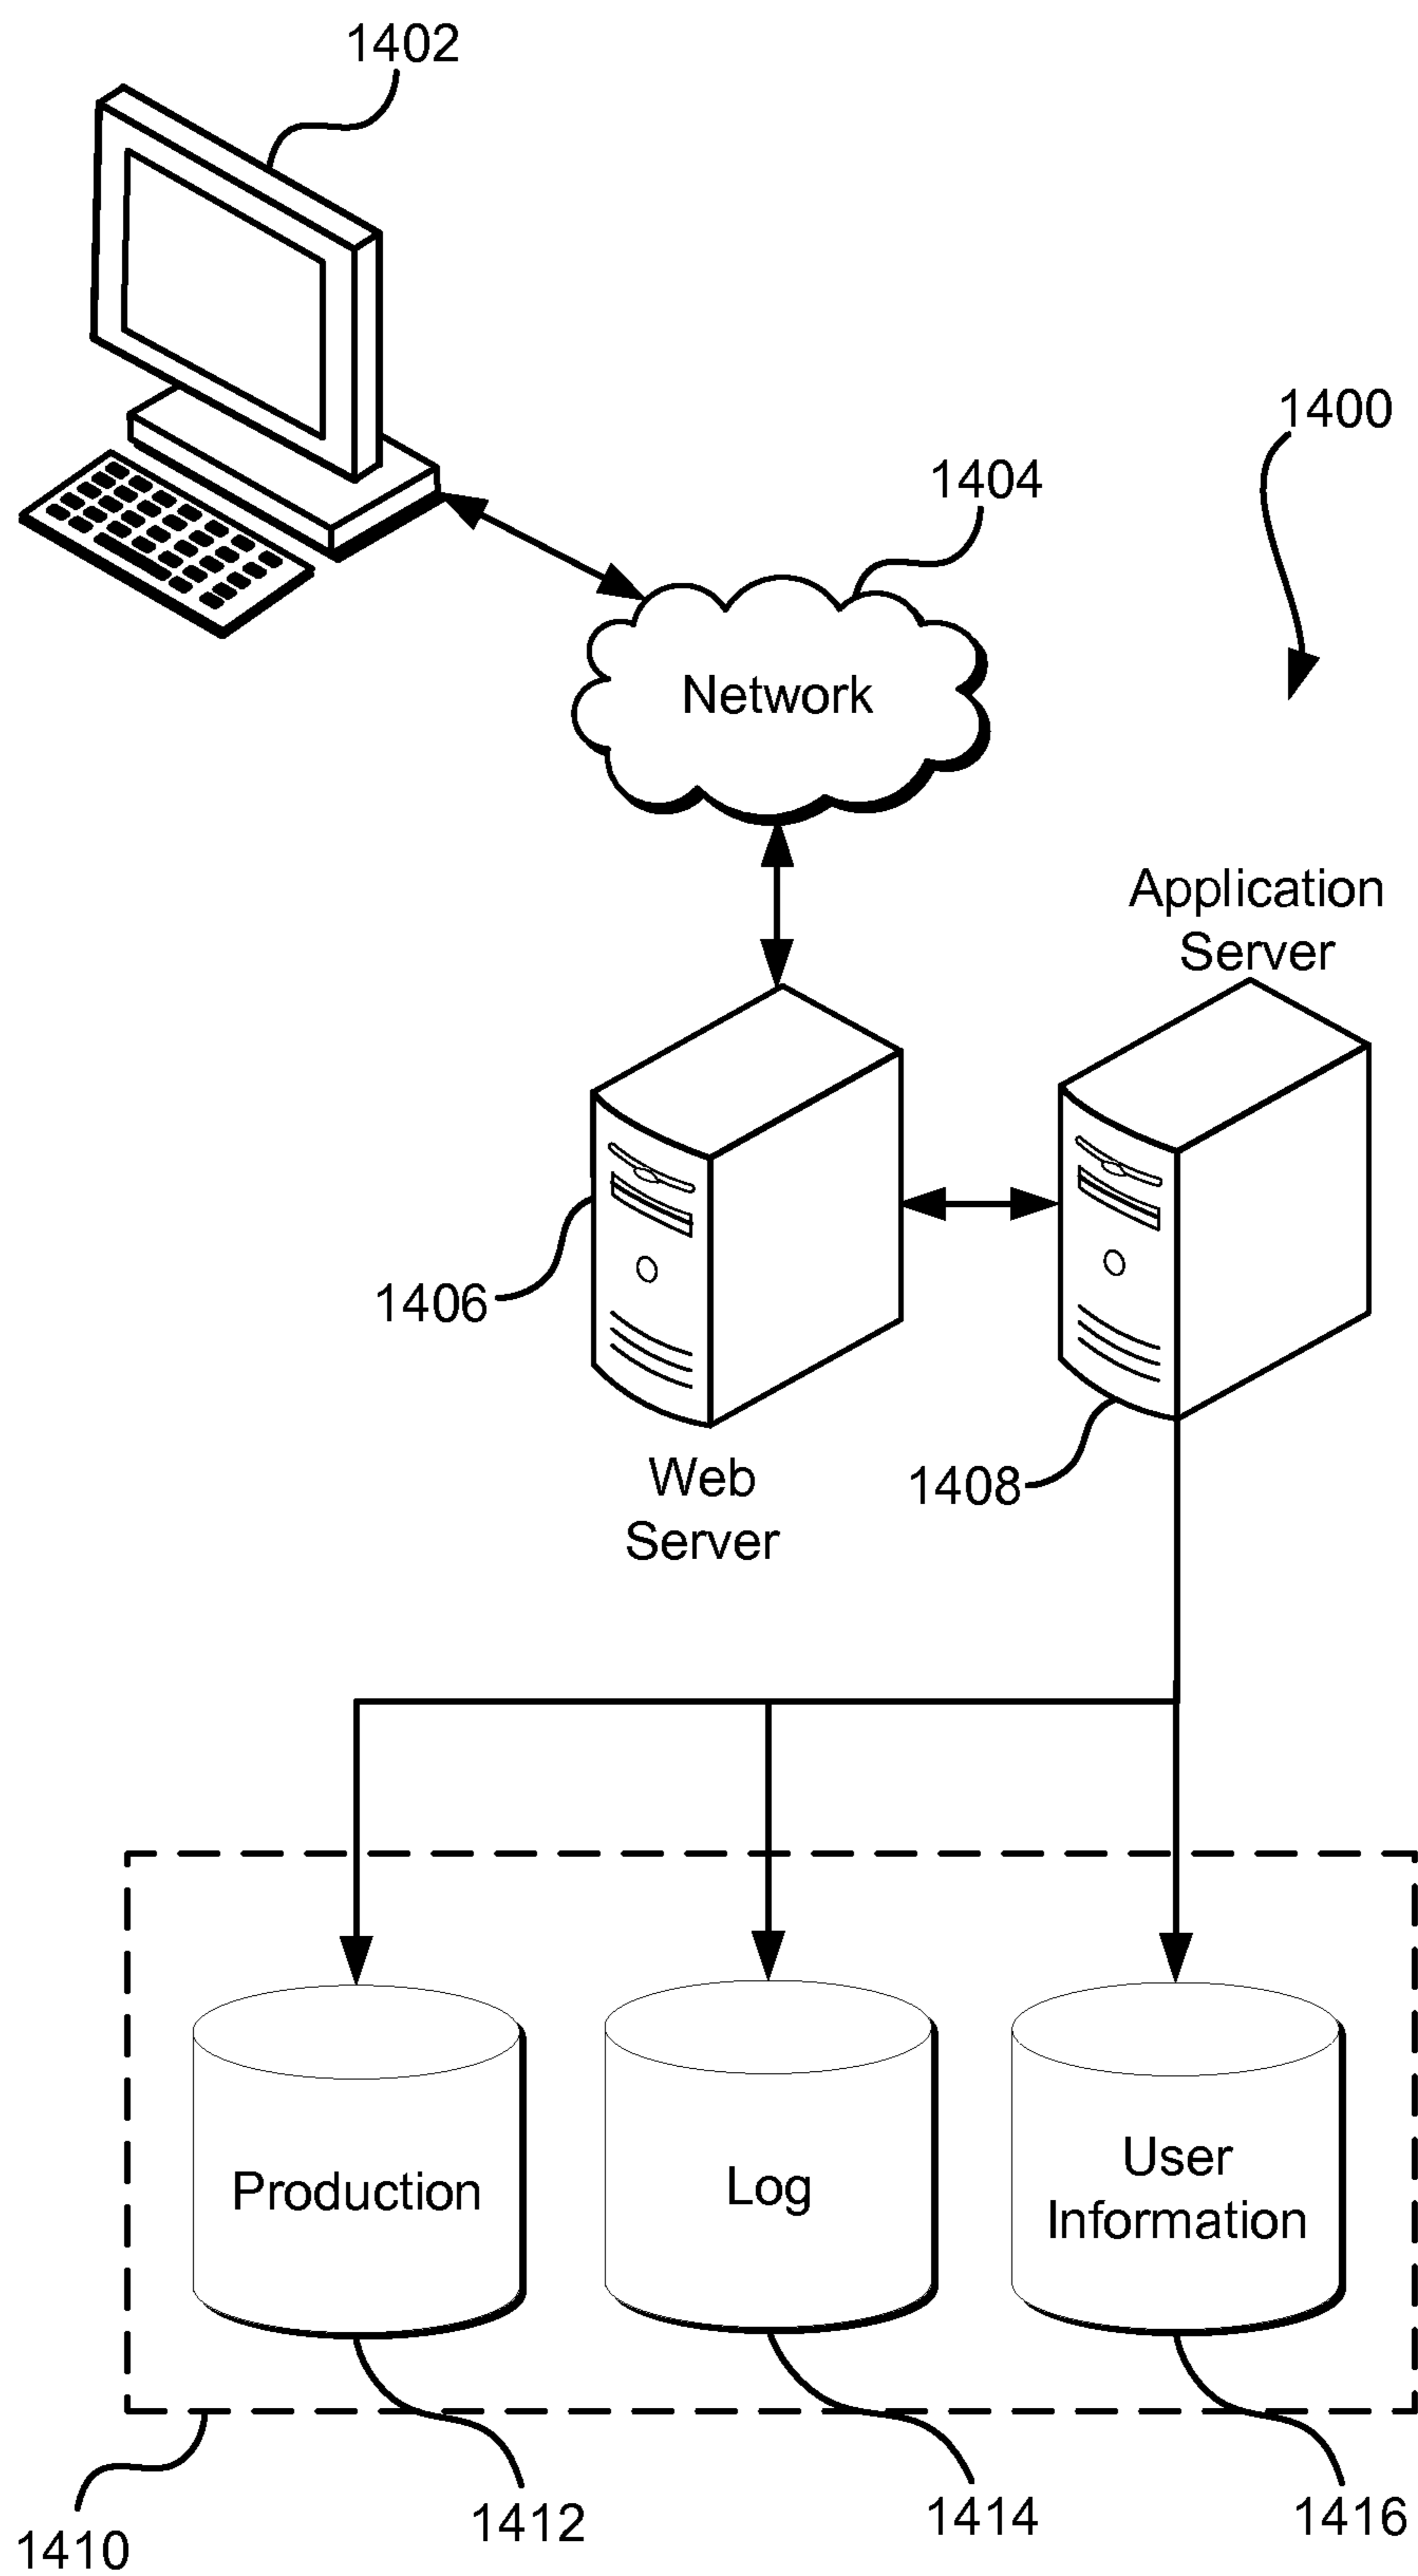 1402
1400
1404
Network
Application
Server
1406
Web
Server
1408
Production
Log
User
Information
1410
1412
1414
1416